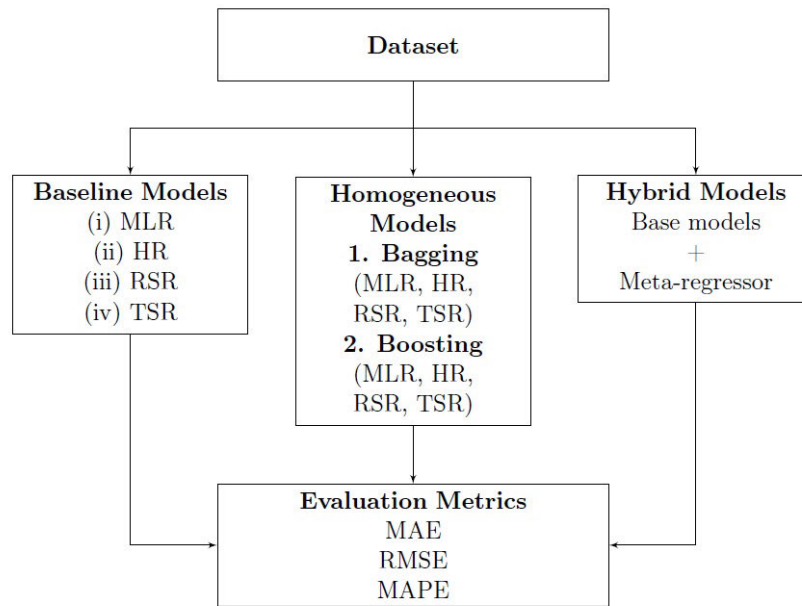 Dataset
Baseline Models
(i) MLR
(ii) HR
(iii) RSR
(iv) TSR
Homogeneous
Models
1. Bagging
(MLR, HR,
RSR, TSR)
2. Boosting
(MLR, HR,
RSR, TSR)
Hybrid Models
Base models
+
Meta-regressor
Evaluation Metrics
MAE
RMSE
MAPE